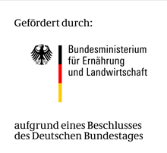 Gefördert durch:
Bundesministerium
für Ernährung
und Landwirtschaft
aufgrund eines Beschlusses
des Deutschen Bundestages